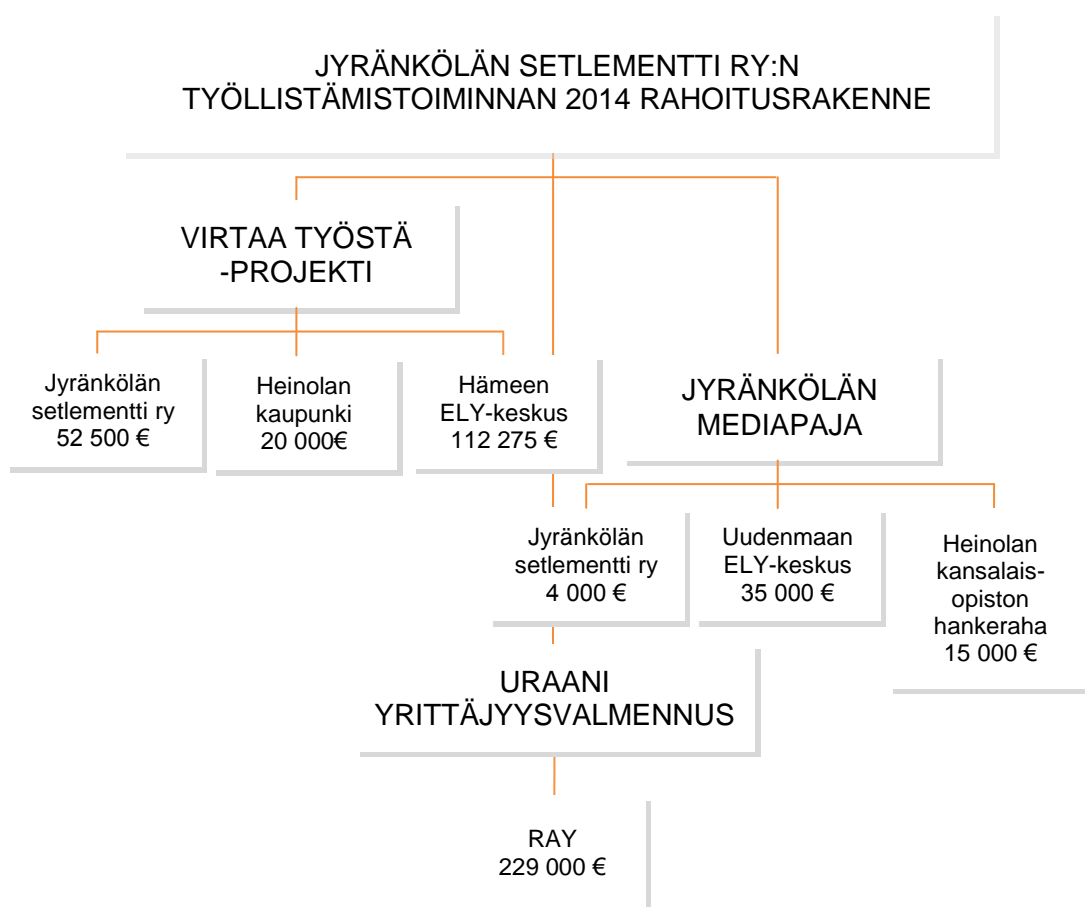 JYRÄNKÖLÄN SETLEMENTTI RY:N
TYÖLLISTÄMISTOIMINNAN 2014 RAHOITUSRAKENNE
VIRTAA TYÖSTÄ
-PROJEKTI
Jyränkölän
setlementti ry
52 500 €
Heinolan
kaupunki
20 000€
Hämeen
ELY-keskus
112 275 €
JYRÄNKÖLÄN
MEDIAPAJA
Jyränkölän
setlementti ry
4 000 €
Uudenmaan
ELY-keskus
35 000 €
Heinolan
kansalais-
opiston
hankeraha
15 000 €
URAANI
YRITTÄJYYSVALMENNUS
RAY
229 000 €